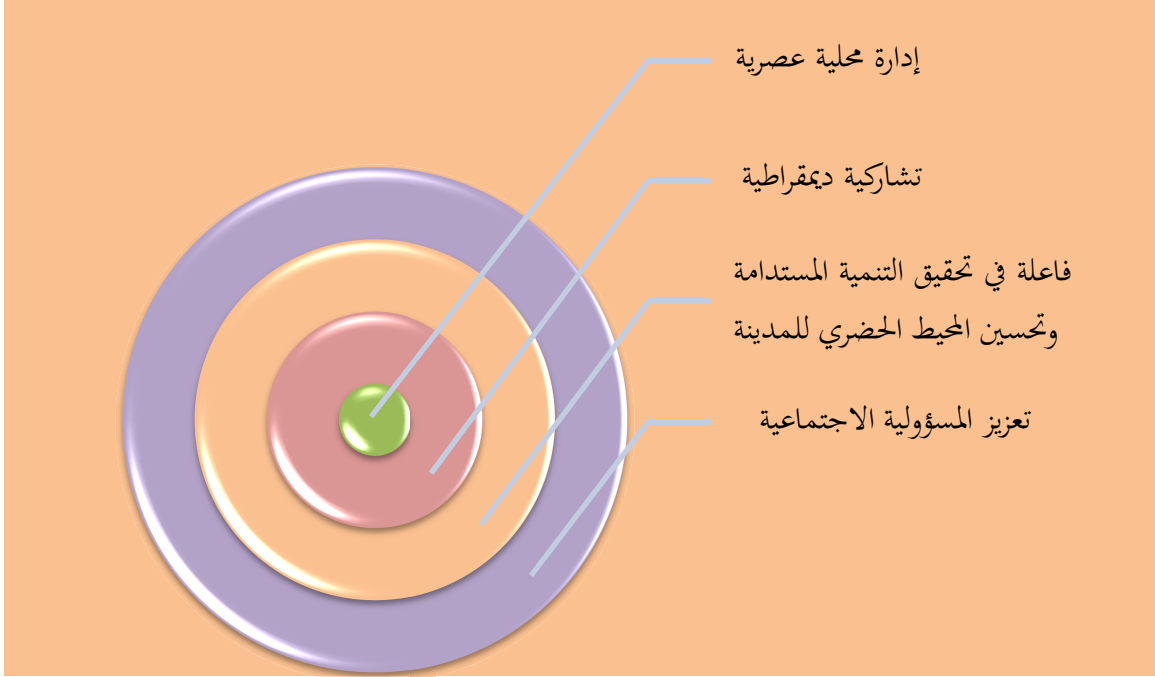 إدارة محلية عصرية
تشاركية ديمقراطية
فاعلة في تحقيق التنمية المستدامة
وتحسين المحيط الحضري للمدينة
تعزيز المسؤولية الاجتماعية